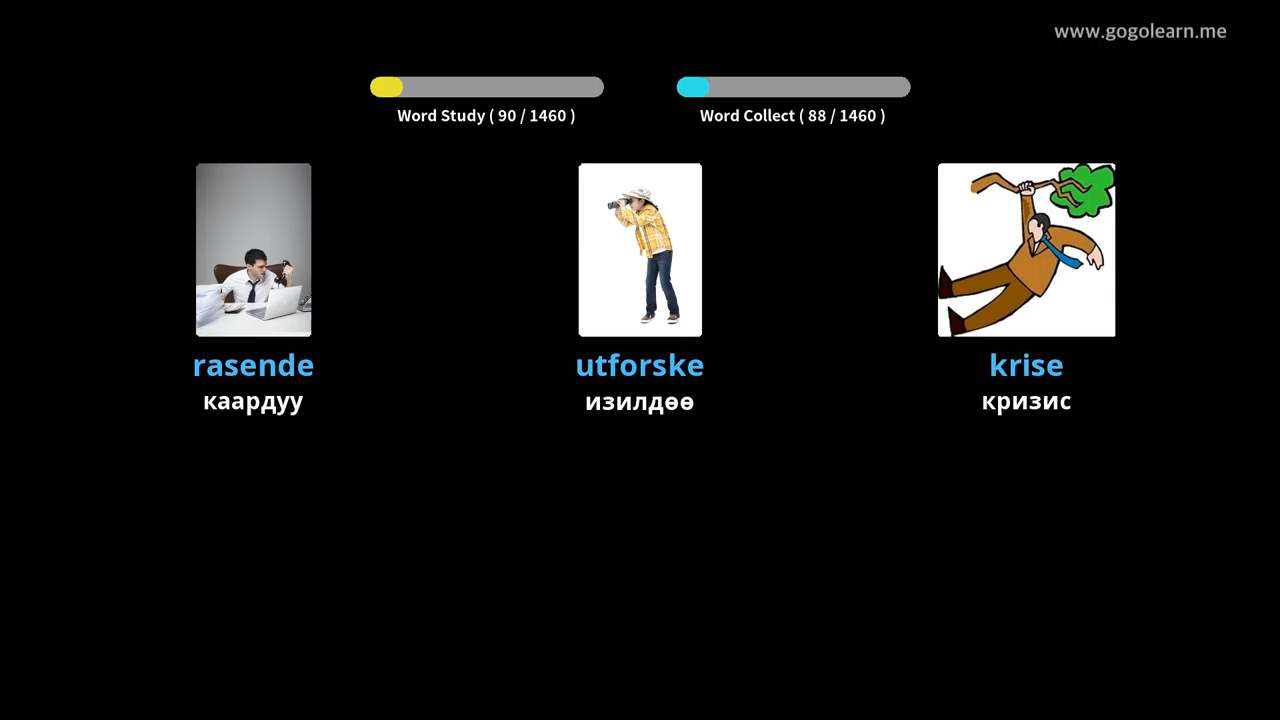 www.gogolearn.me
Word Study ( 90 / 1460 )
Word Collect ( 88 / 1460 )
rasende
каардуу
utforske
изилдөө
krise
кризис